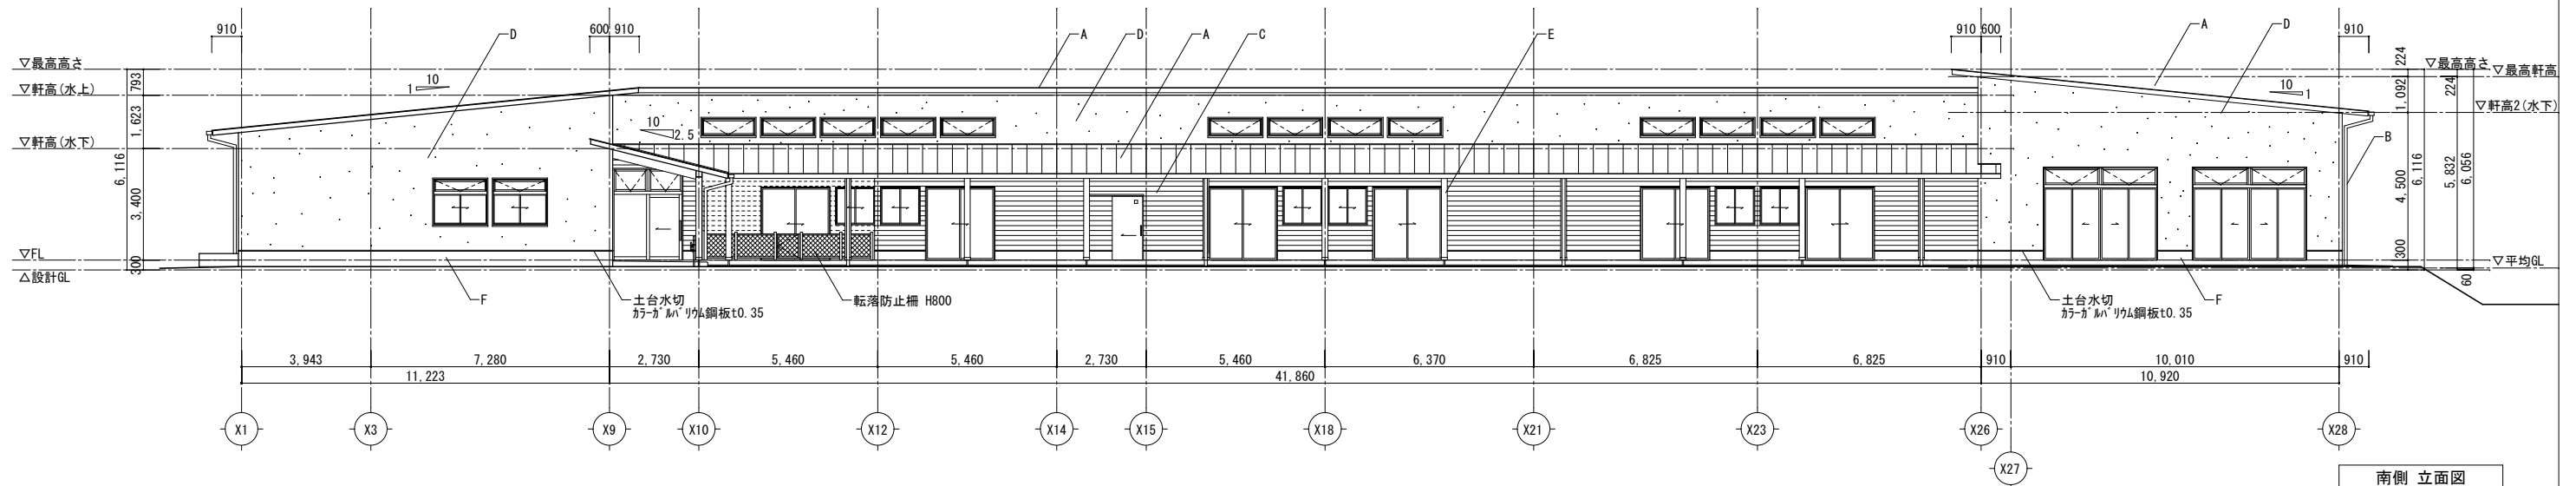 910
600 910
910 600
910
D
A
D
A
C
E
A
D
▽最高高さ
▽最高高さ
▽最高軒高
▽軒高(水上)
▽軒高2(水下)
▽軒高(水下)
793
1,623
6,116
3,400
300
10
1
10
2.5
10
1
224
1,092
4,500
300
6,116
224
5,832
6,056
60
B
▽FL
△設計GL
▽平均GL
F
土台水切
ｶﾗｰｶﾞﾙﾊﾞﾘｳﾑ鋼板t0.35
転落防止柵 H800
土台水切
ｶﾗｰｶﾞﾙﾊﾞﾘｳﾑ鋼板t0.35
F
3,943 7,280 2,730 5,460 5,460 2,730 5,460 6,370 6,825 6,825 910 10,010 910
11,223 41,860 10,920
X1 X3 X9 X10 X12 X14 X15 X18 X21 X23 X26 X28
X27
南側 立面図